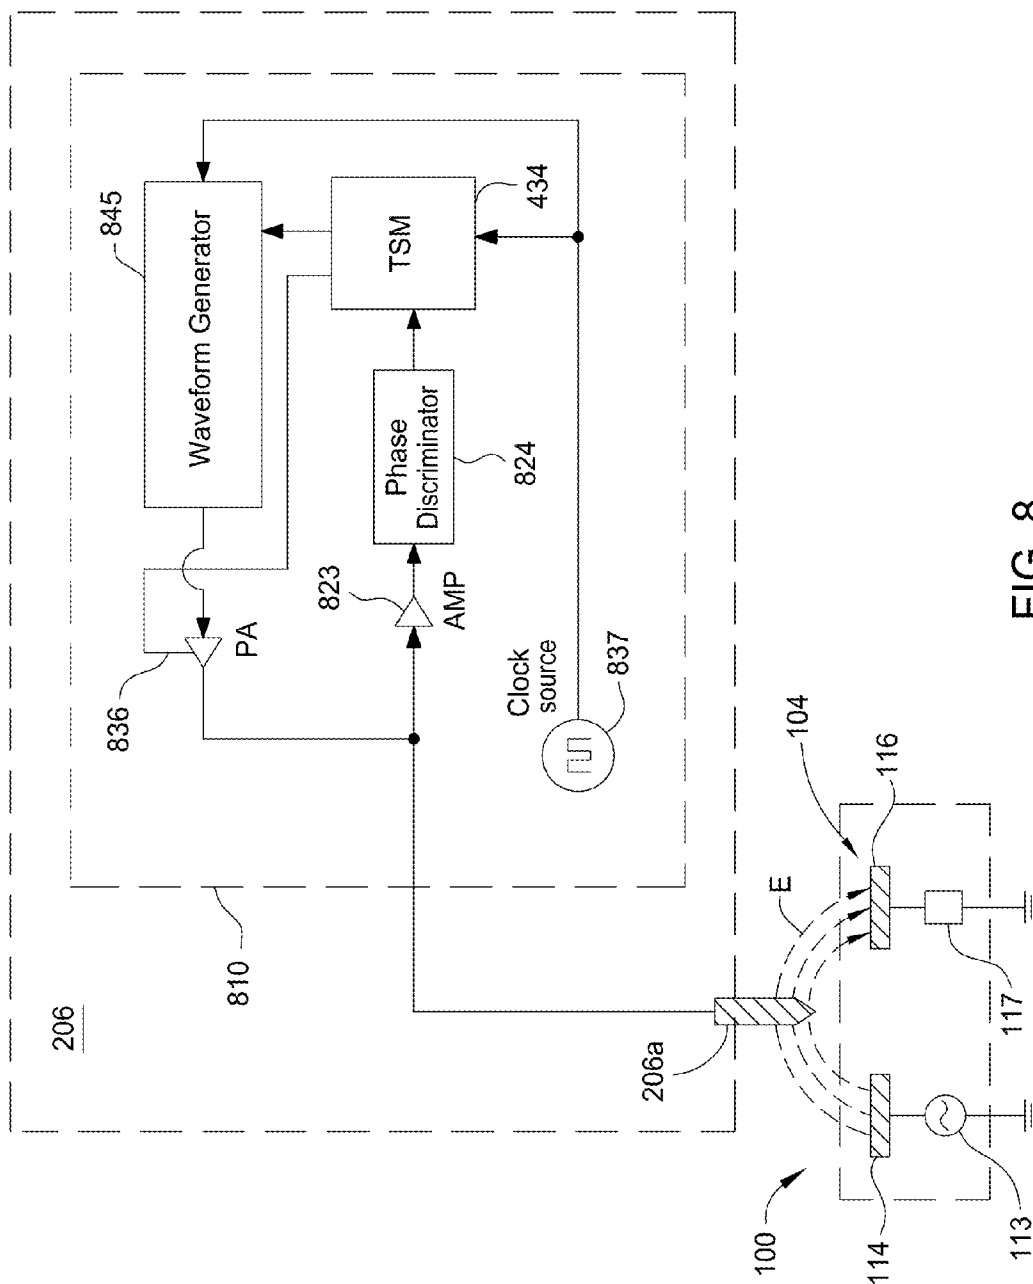 206
810
836
PA
845
Waveform Generator
823
AMP
Phase
Discriminator
824
TSM
434
Clock
source
837
206a
E
104
116
117
100
114
113
FIG. 8